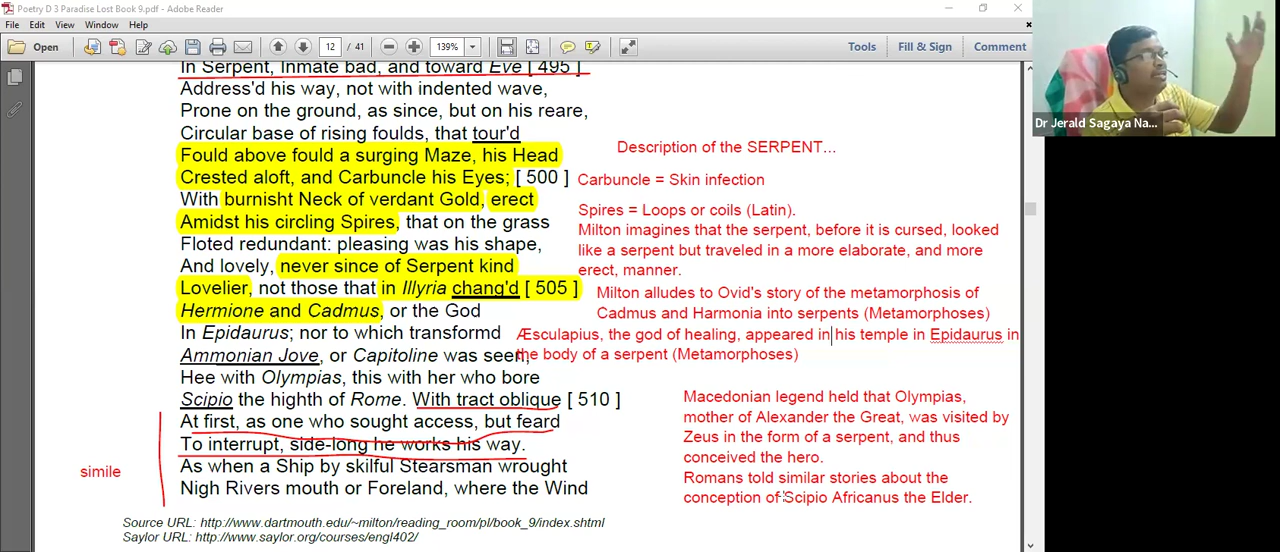 Poetry D 3 Paradise Lost Book 9.pdf - Adobe Reader
File Edit View Window Help
Open 12 / 41 139% Tools Fill & Sign Comment
In Serpent, Inmate bad, and toward Eve [ 495 ]
Address'd his way, not with indented wave,
Prone on the ground, as since, but on his reare,
Circular base of rising foulds, that tour'd
Fould above fould a surging Maze, his Head
Crested aloft, and Carbuncle his Eyes; [ 500 ]
With burnisht Neck of verdant Gold, erect
Amidst his circling Spires, that on the grass
Floted redundant: pleasing was his shape,
And lovely, never since of Serpent kind
Lovelier, not those that in Illyria chang'd [ 505 ]
Hermione and Cadmus, or the God
In Epidaurus; nor to which transformd
Ammonian Jove, or Capitoline was seen,
Hee with Olympias, this with her who bore
Scipio the highth of Rome. With tract oblique [ 510 ]
At first, as one who sought access, but feard
To interrupt, side-long he works his way.
As when a Ship by skilful Stearsman wrought
Nigh Rivers mouth or Foreland, where the Wind
simile
Source URL: http://www.dartmouth.edu/~milton/reading_room/pl/book_9/index.shtml
Saylor URL: http://www.saylor.org/courses/engl402/
Description of the SERPENT...
Carbuncle = Skin infection
Spires = Loops or coils (Latin).
Milton imagines that the serpent, before it is cursed, looked
like a serpent but traveled in a more elaborate, and more
erect, manner.
Milton alludes to Ovid's story of the metamorphosis of
Cadmus and Harmonia into serpents (Metamorphoses)
Æsculapius, the god of healing, appeared in his temple in Epidaurus in
the body of a serpent (Metamorphoses)
Macedonian legend held that Olympias,
mother of Alexander the Great, was visited by
Zeus in the form of a serpent, and thus
conceived the hero.
Romans told similar stories about the
conception of Scipio Africanus the Elder.
Dr Jerald Sagaya Na...